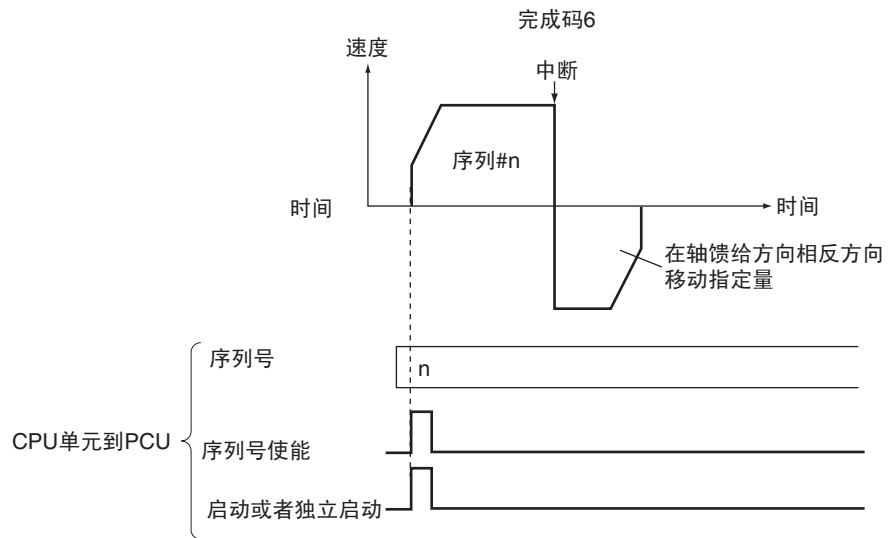 完成码6
速度
中断
序列#n
时间
时间
在轴馈给方向相反方向
移动指定量
序列号
n
CPU单元到PCU
序列号使能
启动或者独立启动